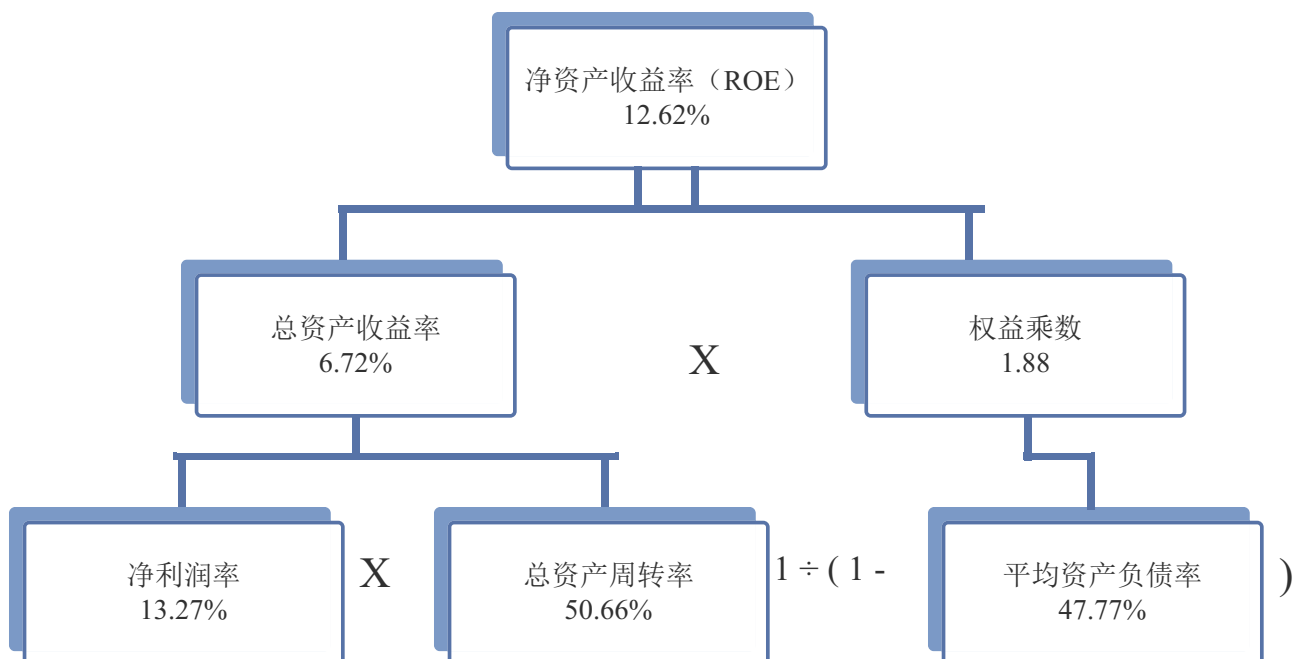 净资产收益率（ROE）
12.62%
总资产收益率
6.72%
X
权益乘数
1.88
净利润率
13.27%
X
总资产周转率
50.66%
1 ÷ ( 1 -
平均资产负债率
47.77%
)